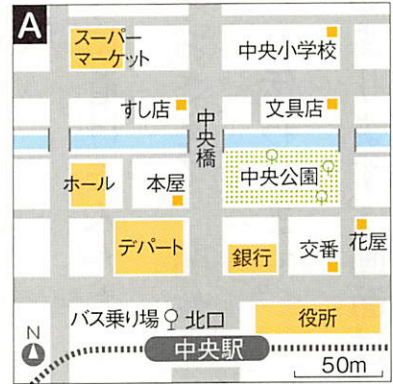 A
スーパー
マーケット
中央小学校
すし店
中央橋
文具店
ホール
本屋
中央公園
デパート
銀行
交番
花屋
バス乗り場
北口
役所
N
中央駅
50m